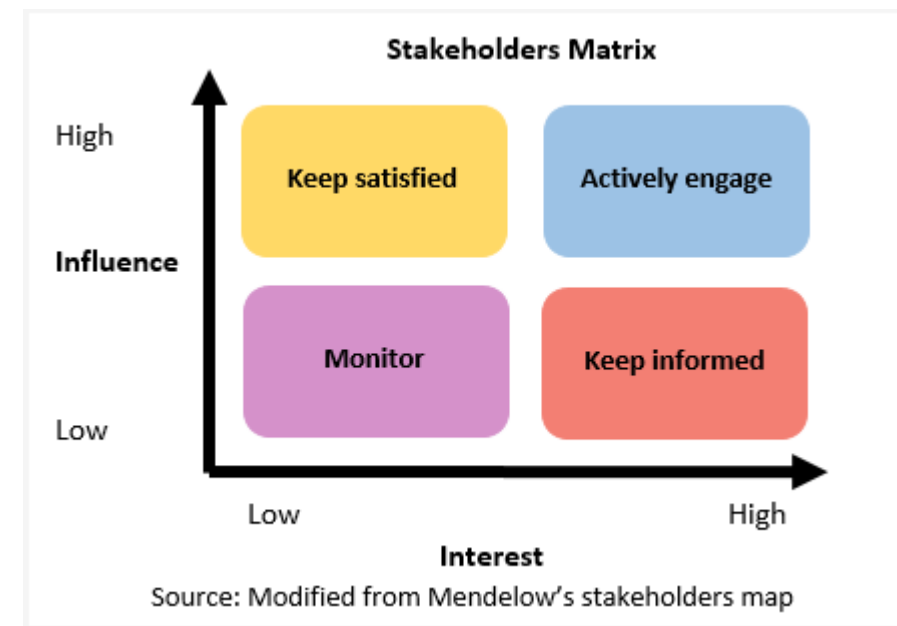 Stakeholders Matrix
High
Keep satisfied
Actively engage
Influence
Monitor
Keep informed
Low
Low
High
Interest
Source: Modified from Mendelow's stakeholders map